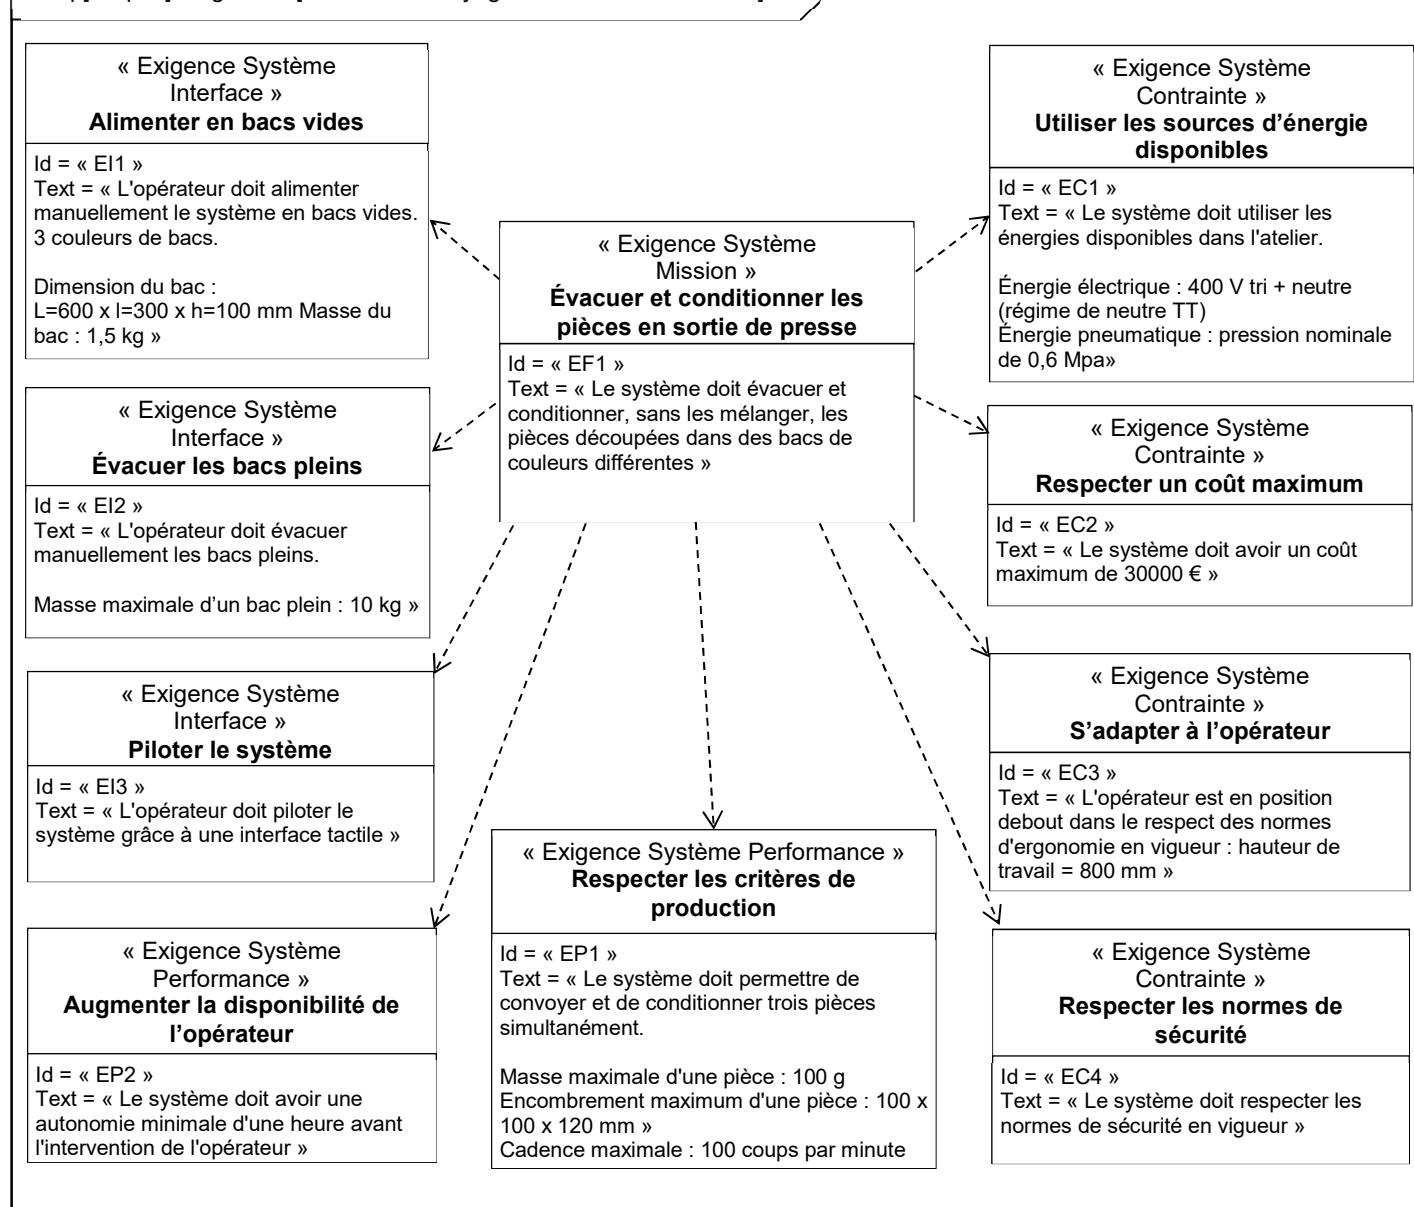 « Exigence Système
Interface »
Alimenter en bacs vides
Id = « EI1 »
Text = « L'opérateur doit alimenter
manuellement le système en bacs vides.
3 couleurs de bacs.
Dimension du bac :
L=600 x l=300 x h=100 mm Masse du
bac : 1,5 kg »
« Exigence Système
Interface »
Évacuer les bacs pleins
Id = « EI2 »
Text = « L'opérateur doit évacuer
manuellement les bacs pleins.
Masse maximale d’un bac plein : 10 kg »
« Exigence Système
Interface »
Piloter le système
Id = « EI3 »
Text = « L'opérateur doit piloter le
système grâce à une interface tactile »
« Exigence Système
Performance »
Augmenter la disponibilité de
l’opérateur
Id = « EP2 »
Text = « Le système doit avoir une
autonomie minimale d'une heure avant
l'intervention de l'opérateur »
« Exigence Système
Mission »
Évacuer et conditionner les
pièces en sortie de presse
Id = « EF1 »
Text = « Le système doit évacuer et
conditionner, sans les mélanger, les
pièces découpées dans des bacs de
couleurs différentes »
« Exigence Système Performance »
Respecter les critères de
production
Id = « EP1 »
Text = « Le système doit permettre de
convoyer et de conditionner trois pièces
simultanément.
Masse maximale d'une pièce : 100 g
Encombrement maximum d'une pièce : 100 x
100 x 120 mm »
Cadence maximale : 100 coups par minute
« Exigence Système
Contrainte »
Utiliser les sources d’énergie
disponibles
Id = « EC1 »
Text = « Le système doit utiliser les
énergies disponibles dans l'atelier.
Énergie électrique : 400 V tri + neutre
(régime de neutre TT)
Énergie pneumatique : pression nominale
de 0,6 Mpa»
« Exigence Système
Contrainte »
Respecter un coût maximum
Id = « EC2 »
Text = « Le système doit avoir un coût
maximum de 30000 € »
« Exigence Système
Contrainte »
S’adapter à l’opérateur
Id = « EC3 »
Text = « L'opérateur est en position
debout dans le respect des normes
d'ergonomie en vigueur : hauteur de
travail = 800 mm »
« Exigence Système
Contrainte »
Respecter les normes de
sécurité
Id = « EC4 »
Text = « Le système doit respecter les
normes de sécurité en vigueur »